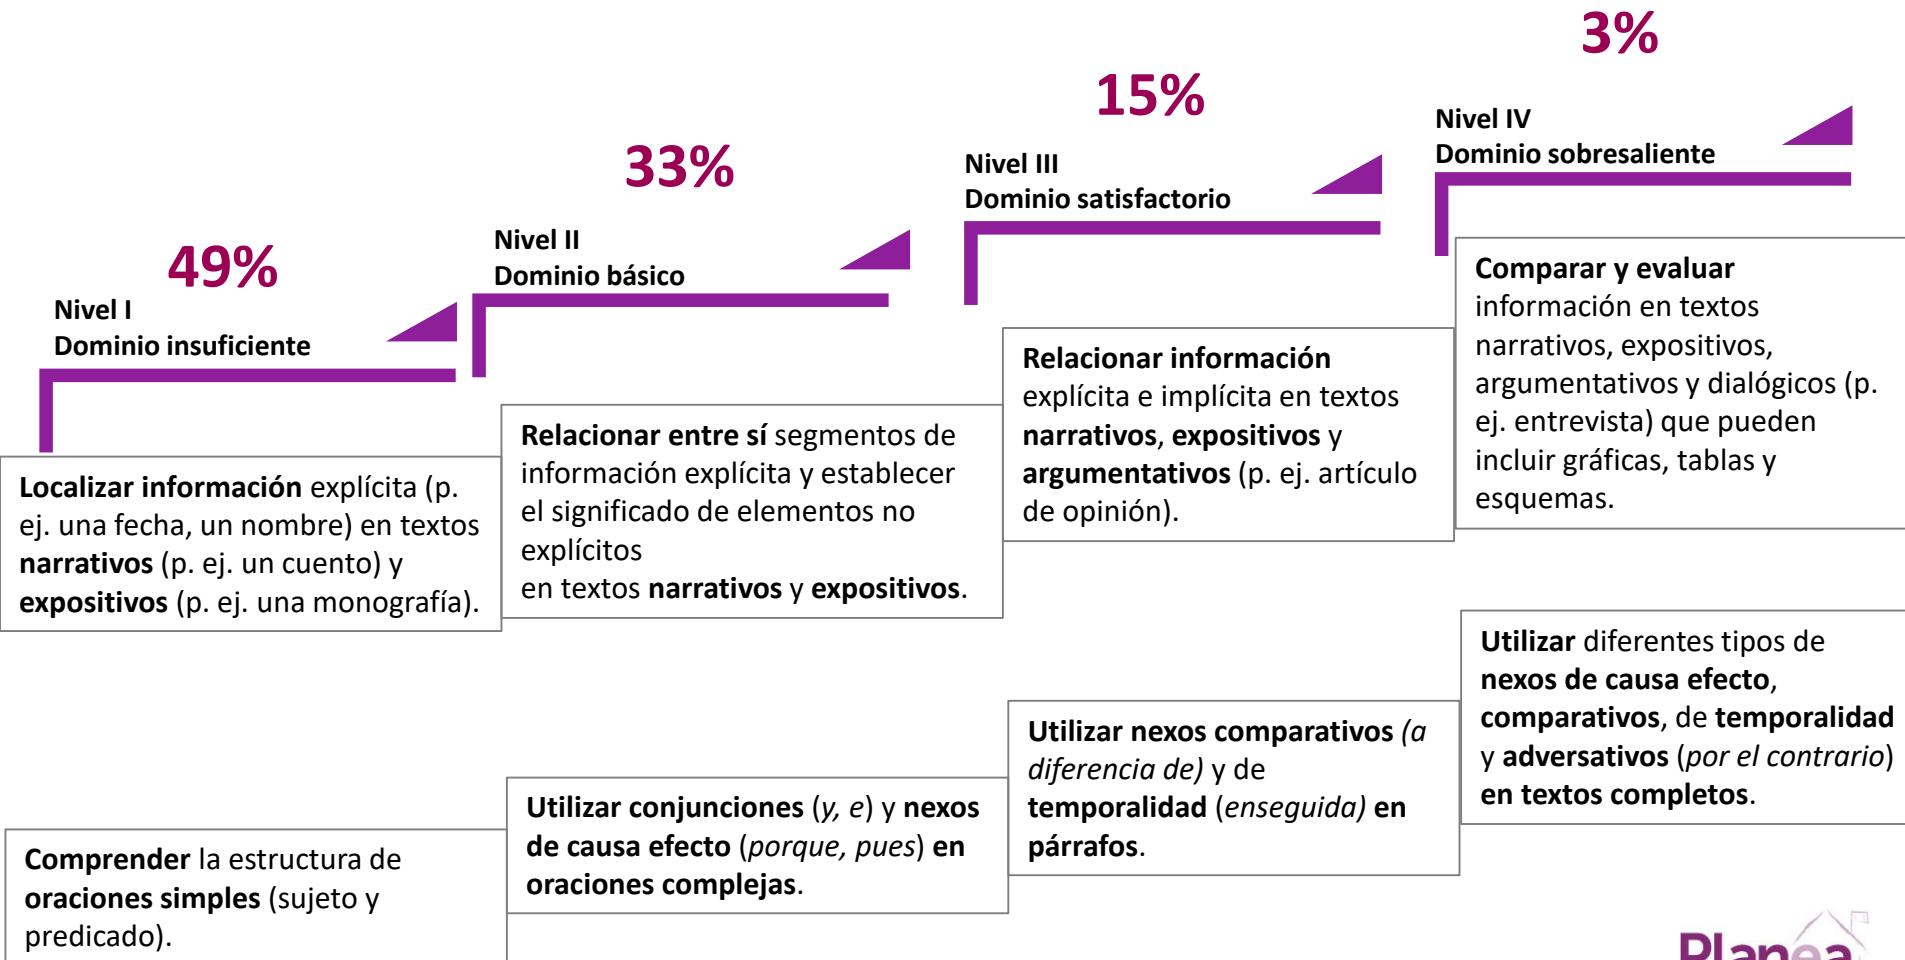 49%
Nivel I
Dominio insuficiente
Localizar información explícita (p.
ej. una fecha, un nombre) en textos
narrativos (p. ej. un cuento) y
expositivos (p. ej. una monografía).
Comprender la estructura de
oraciones simples (sujeto y
predicado).
33%
Nivel II
Dominio básico
Relacionar entre sí segmentos de
información explícita y establecer
el significado de elementos no
explícitos
en textos narrativos y expositivos.
Utilizar conjunciones (y, e) y nexos
de causa efecto (porque, pues) en
oraciones complejas.
15%
Nivel III
Dominio satisfactorio
Relacionar información
explícita e implícita en textos
narrativos, expositivos y
argumentativos (p. ej. artículo
de opinión).
Utilizar nexos comparativos (a
diferencia de) y de
temporalidad (enseguida) en
párrafos.
3%
Nivel IV
Dominio sobresaliente
Comparar y evaluar
información en textos
narrativos, expositivos,
argumentativos y dialógicos (p.
ej. entrevista) que pueden
incluir gráficas, tablas y
esquemas.
Utilizar diferentes tipos de
nexos de causa efecto,
comparativos, de temporalidad
y adversativos (por el contrario)
en textos completos.
Planea